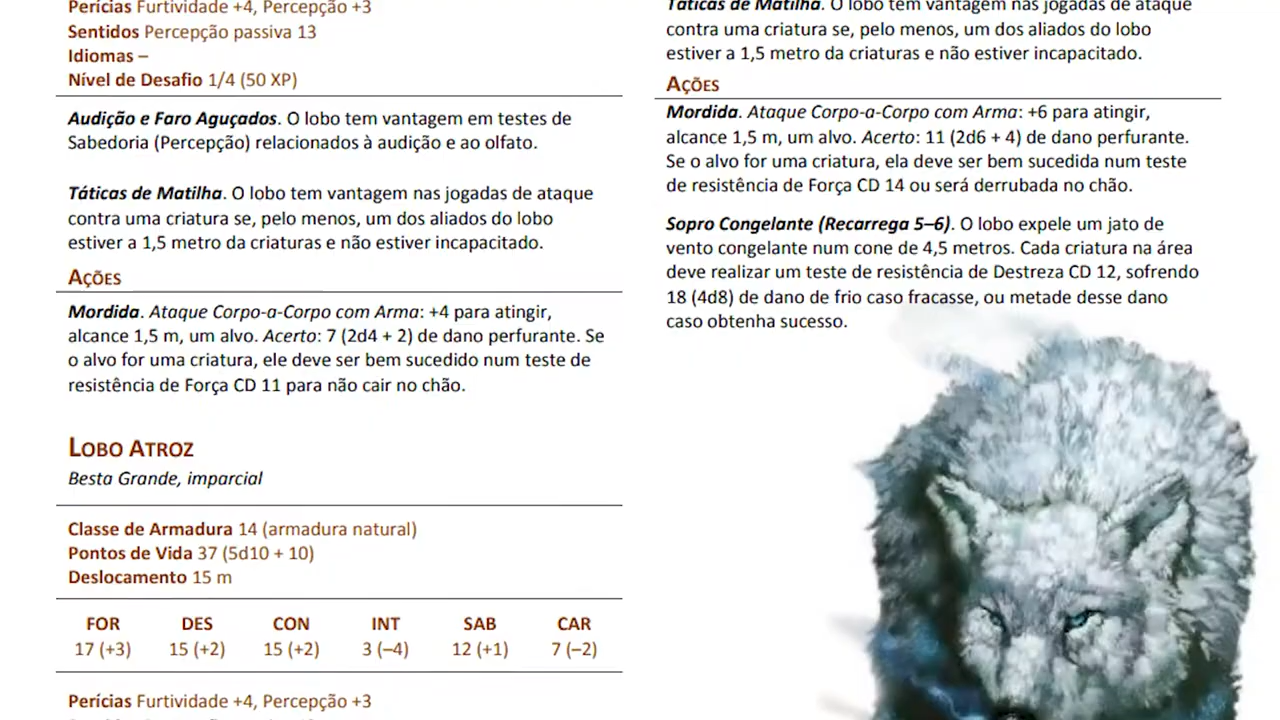 Perícias Furtividade +4, Percepção +3
Sentidos Percepção passiva 13
Idiomas –
Nível de Desafio 1/4 (50 XP)
Audição e Faro Aguçados. O lobo tem vantagem em testes de
Sabedoria (Percepção) relacionados à audição e ao olfato.
Táticas de Matilha. O lobo tem vantagem nas jogadas de ataque
contra uma criatura se, pelo menos, um dos aliados do lobo
estiver a 1,5 metro da criaturas e não estiver incapacitado.
AÇÕES
Mordida. Ataque Corpo-a-Corpo com Arma: +4 para atingir,
alcance 1,5 m, um alvo. Acerto: 7 (2d4 + 2) de dano perfurante. Se
o alvo for uma criatura, ele deve ser bem sucedido num teste de
resistência de Força CD 11 para não cair no chão.
LOBO ATROZ
Besta Grande, imparcial
Classe de Armadura 14 (armadura natural)
Pontos de Vida 37 (5d10 + 10)
Deslocamento 15 m
FOR DES CON INT SAB CAR
17 (+3) 15 (+2) 15 (+2) 3 (–4) 12 (+1) 7 (–2)
Perícias Furtividade +4, Percepção +3
Táticas de Matilha. O lobo tem vantagem nas jogadas de ataque
contra uma criatura se, pelo menos, um dos aliados do lobo
estiver a 1,5 metro da criaturas e não estiver incapacitado.
AÇÕES
Mordida. Ataque Corpo-a-Corpo com Arma: +6 para atingir,
alcance 1,5 m, um alvo. Acerto: 11 (2d6 + 4) de dano perfurante.
Se o alvo for uma criatura, ela deve ser bem sucedida num teste
de resistência de Força CD 14 ou será derrubada no chão.
Sopro Congelante (Recarrega 5–6). O lobo expele um jato de
vento congelante num cone de 4,5 metros. Cada criatura na área
deve realizar um teste de resistência de Destreza CD 12, sofrendo
18 (4d8) de dano de frio caso fracasse, ou metade desse dano
caso obtenha sucesso.